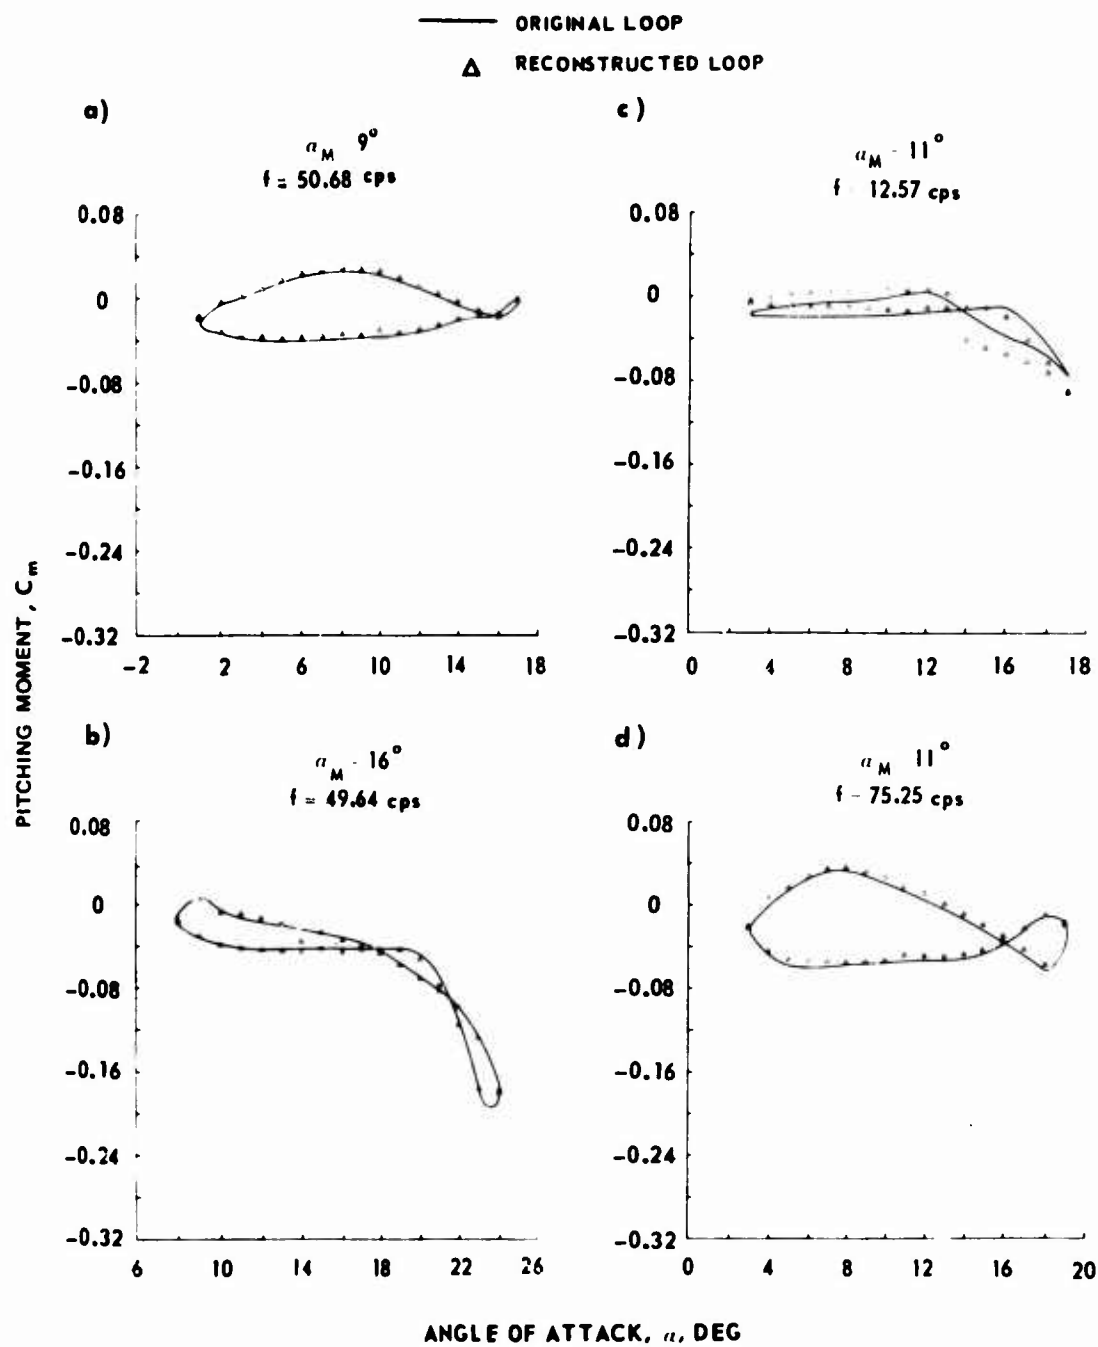 ORIGINAL LOOP
RECONSTRUCTED LOOP
a)
α M 9°
f = 50.68 cps
0.08
0
-0.08
-0.16
-0.24
-0.32
-2 2 6 10 14 18
c)
α M - 11°
f 12.57 cps
0.08
0
-0.08
-0.16
-0.24
-0.32
0 4 8 12 16 18
b)
α M - 16°
f = 49.64 cps
0.08
0
-0.08
-0.16
-0.24
-0.32
6 10 14 18 22 26
d)
α M 11°
f - 75.25 cps
0.08
0
-0.08
-0.16
-0.24
-0.32
0 4 8 12 16 20
PITCHING MOMENT, Cm
ANGLE OF ATTACK, α, DEG